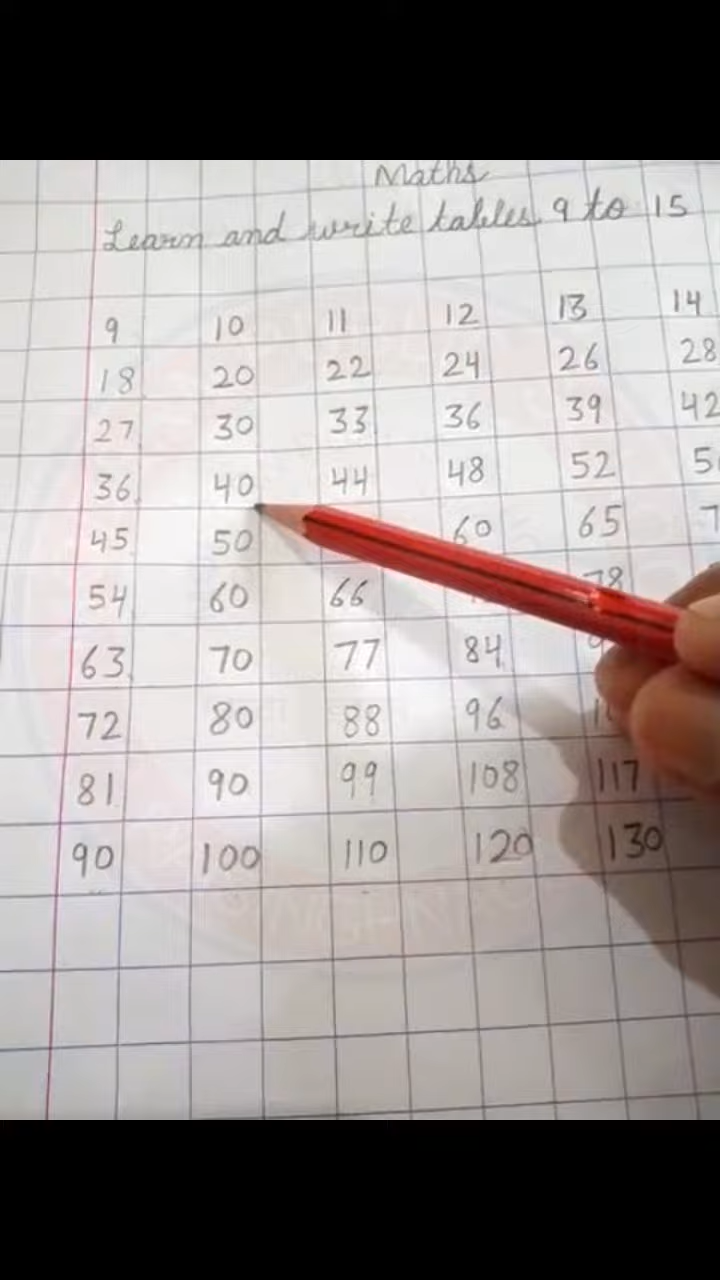 Maths
Learn and write tables 9 to 15
9 10 11 12 13 14
18 20 22 24 26 28
27 30 33 36 39 42
36 40 44 48 52
45 50 60 65
54 60 66 78
63 70 77 84
72 80 88 96
81 90 99 108 117
90 100 110 120 130